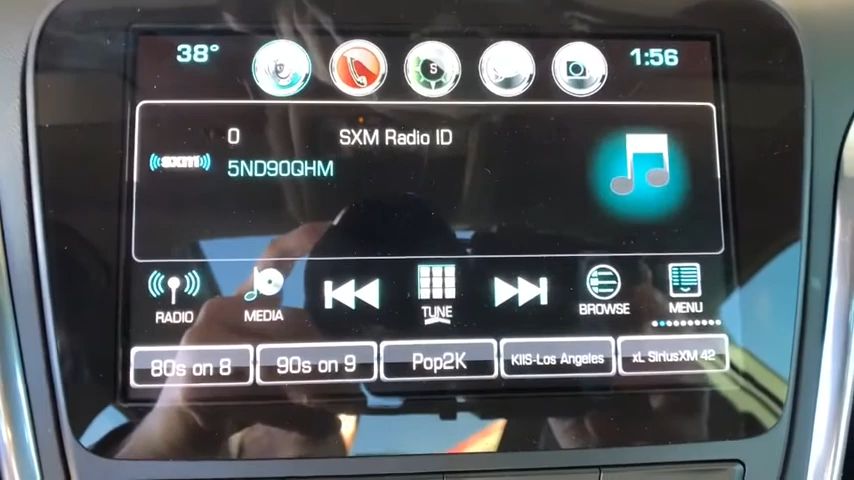 38°
1:56
0
SXM Radio ID
sxm
5ND90QHM
RADIO
MEDIA
TUNE
BROWSE
MENU
80s on 8
90s on 9
Pop2K
KIIS-Los Angeles
xL SiriusXM 42